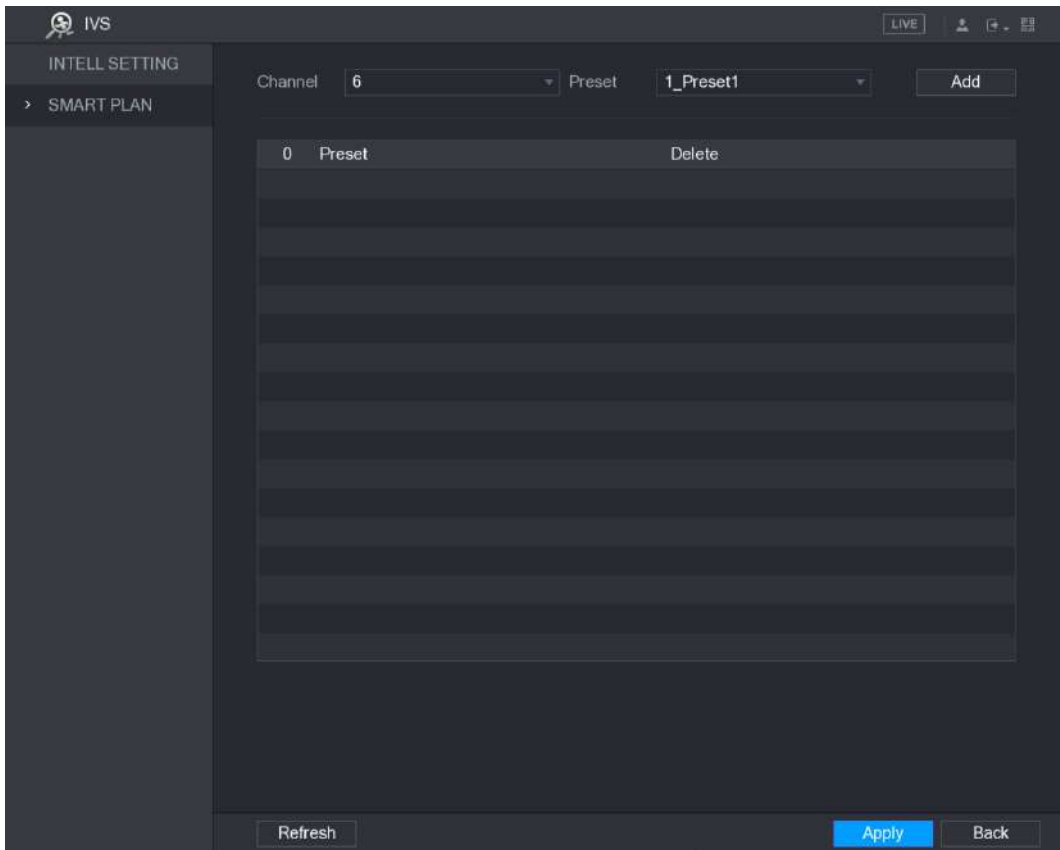 IVS LIVE
INTELL SETTING
Channel 6 Preset 1_Preset1 Add
SMART PLAN
0 Preset Delete
Refresh Apply Back